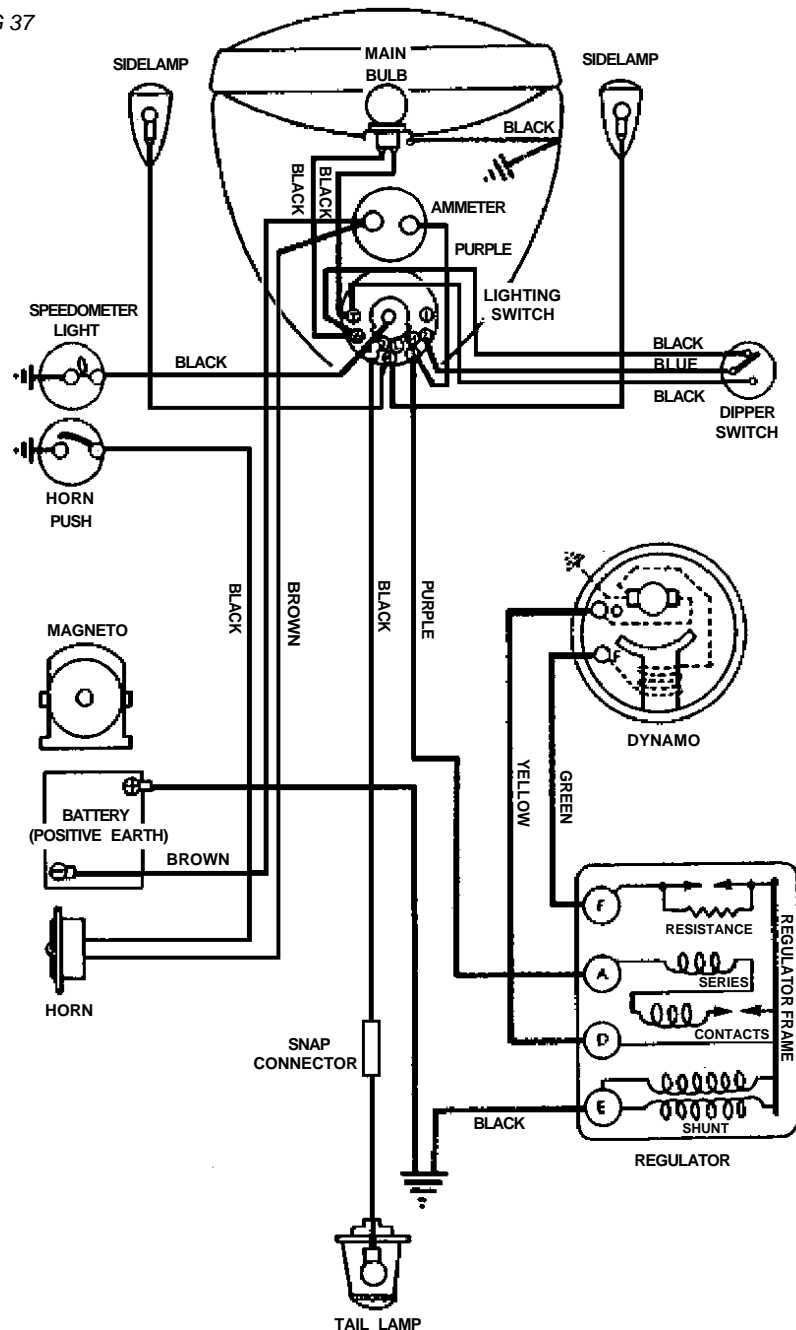 G 37
MAIN
BULB
SIDELAMP
SIDELAMP
BLACK
BLACK
BLACK
AMMETER
PURPLE
LIGHTING
SWITCH
SPEEDOMETER
LIGHT
BLACK
BLACK
BLUE
BLACK
DIPPER
SWITCH
HORN
PUSH
BLACK
BROWN
BLACK
PURPLE
MAGNETO
DYNAMO
F
YELLOW
GREEN
BATTERY
(POSITIVE EARTH)
BROWN
HORN
F
RESISTANCE
REGULATOR FRAME
A
SERIES
D
CONTACTS
E
SHUNT
BLACK
REGULATOR
SNAP
CONNECTOR
TAIL LAMP